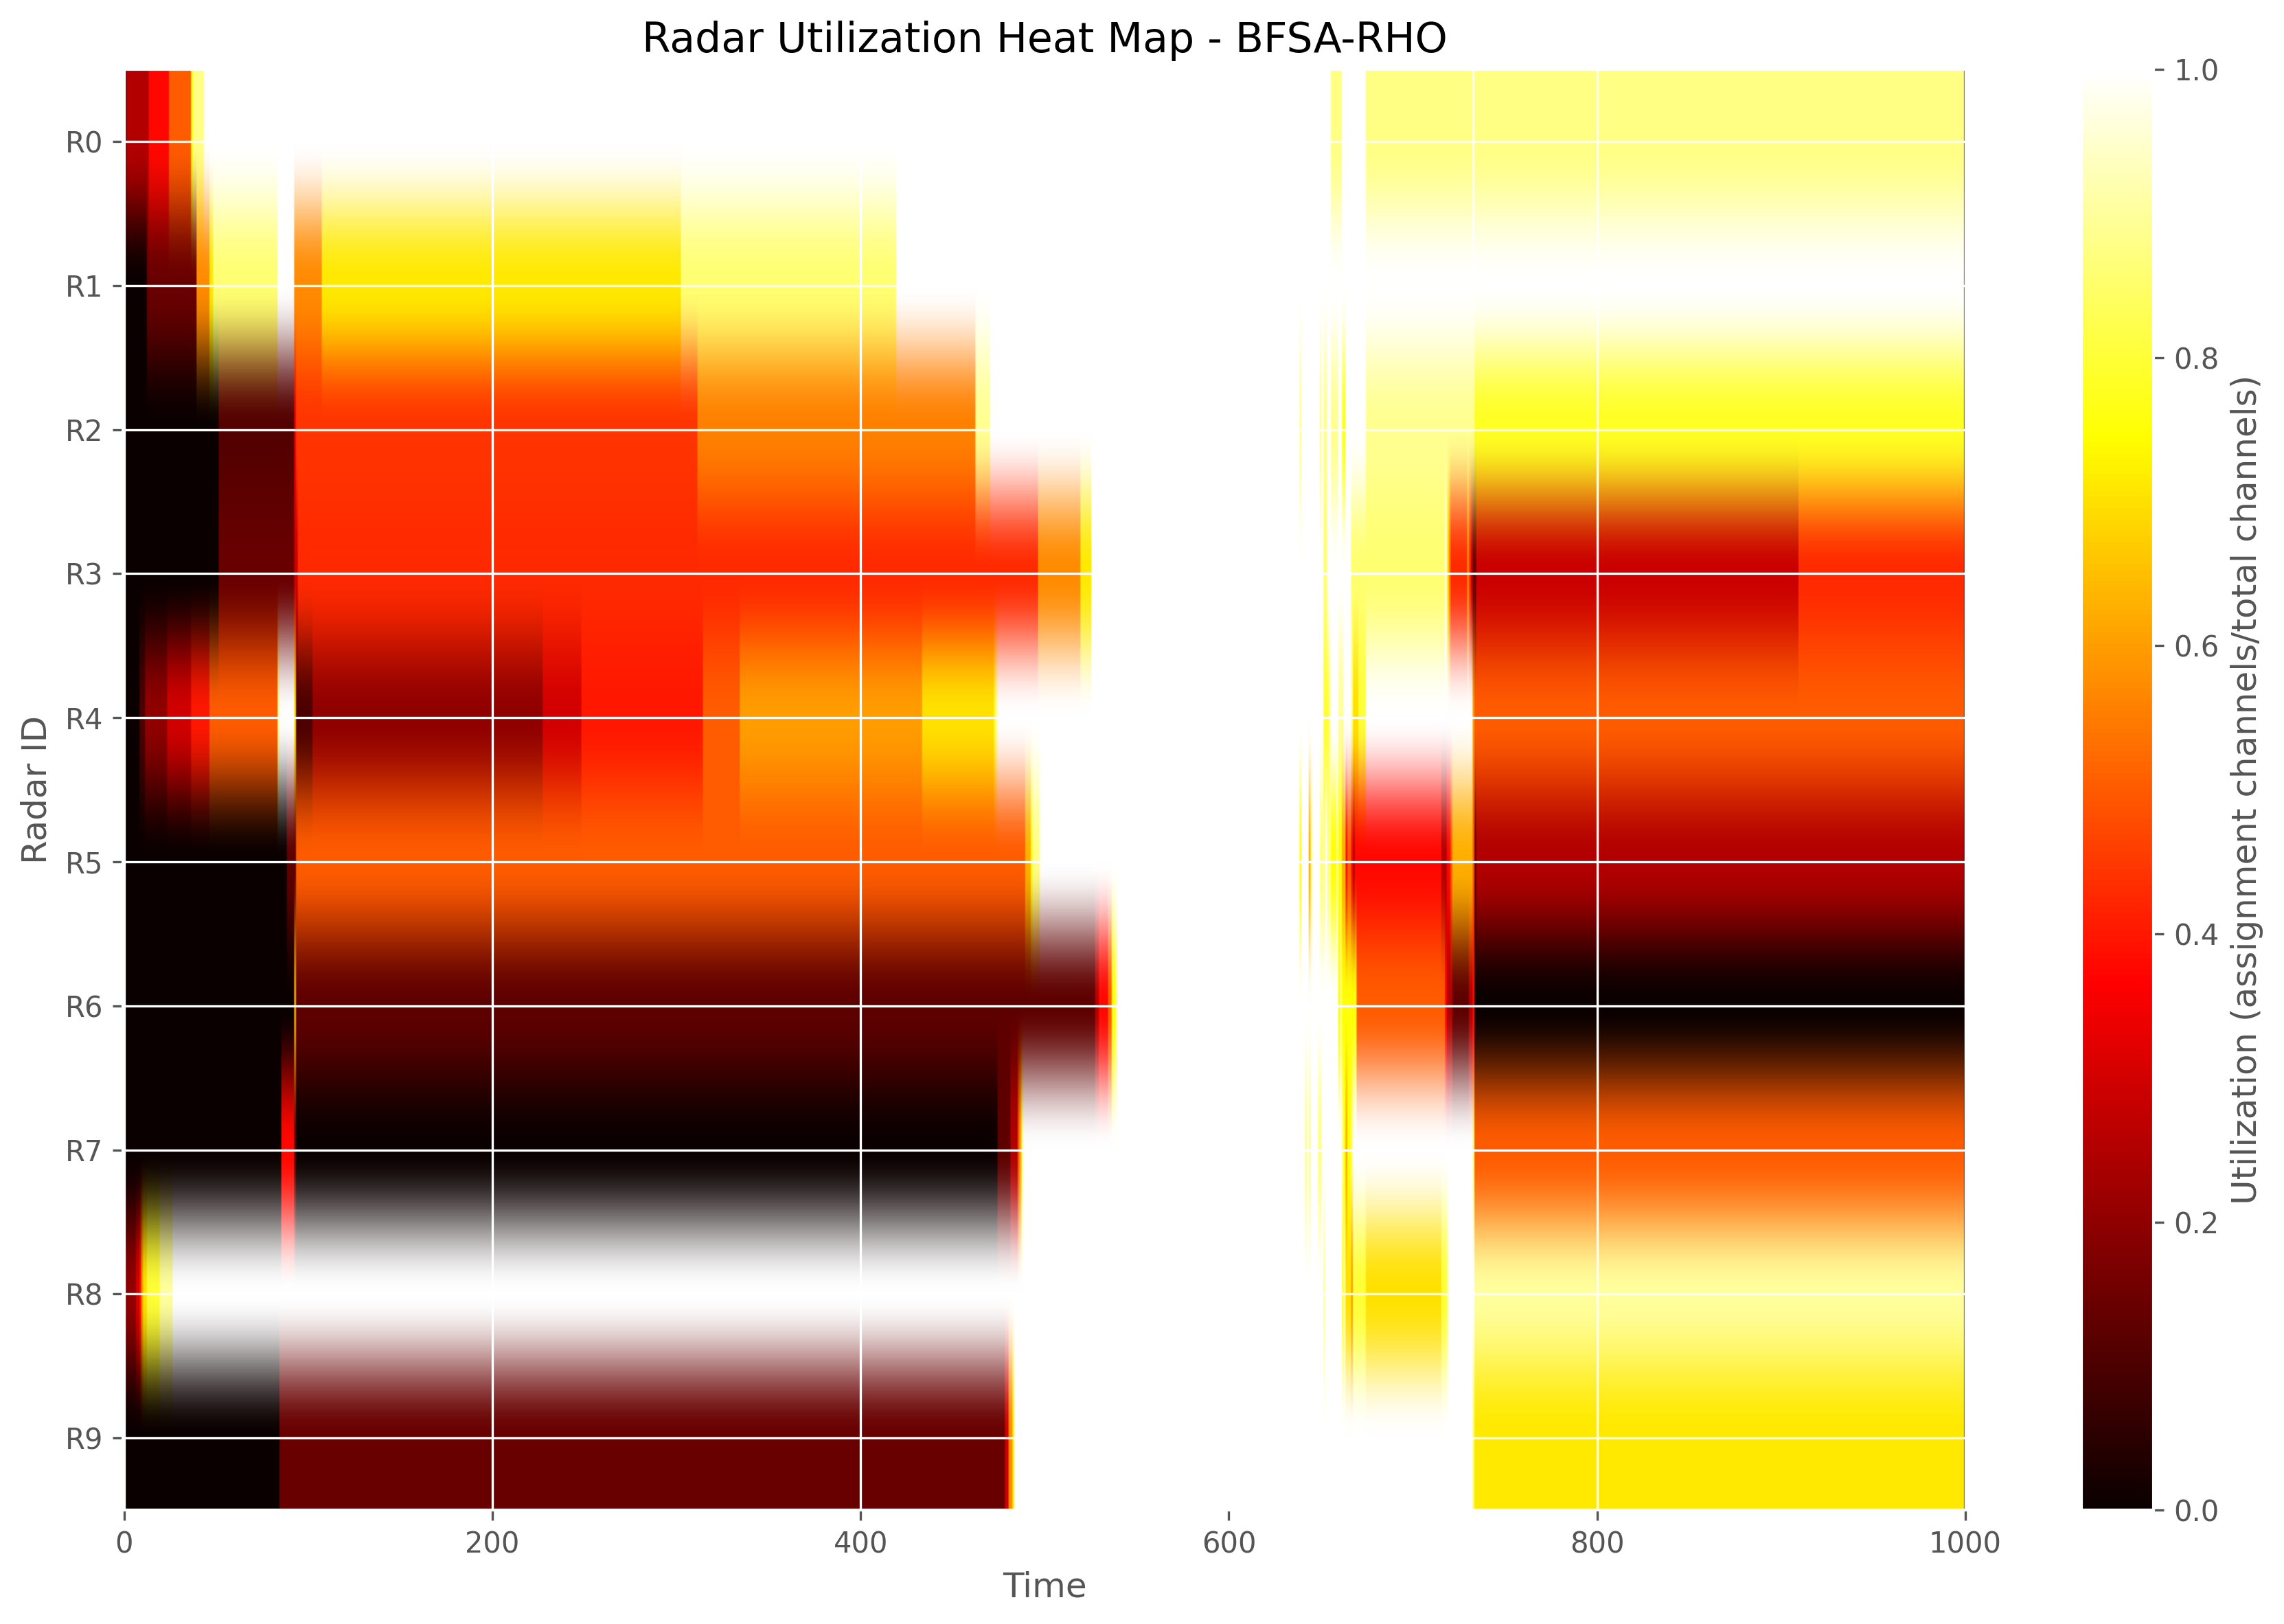 Radar Utilization Heat Map - BFSA-RHO
R0
R1
R2
R3
R4
R5
R6
R7
R8
R9
Radar ID
0
200
400
600
800
1000
Time
1.0
0.8
0.6
0.4
0.2
0.0
Utilization (assignment channels/total channels)